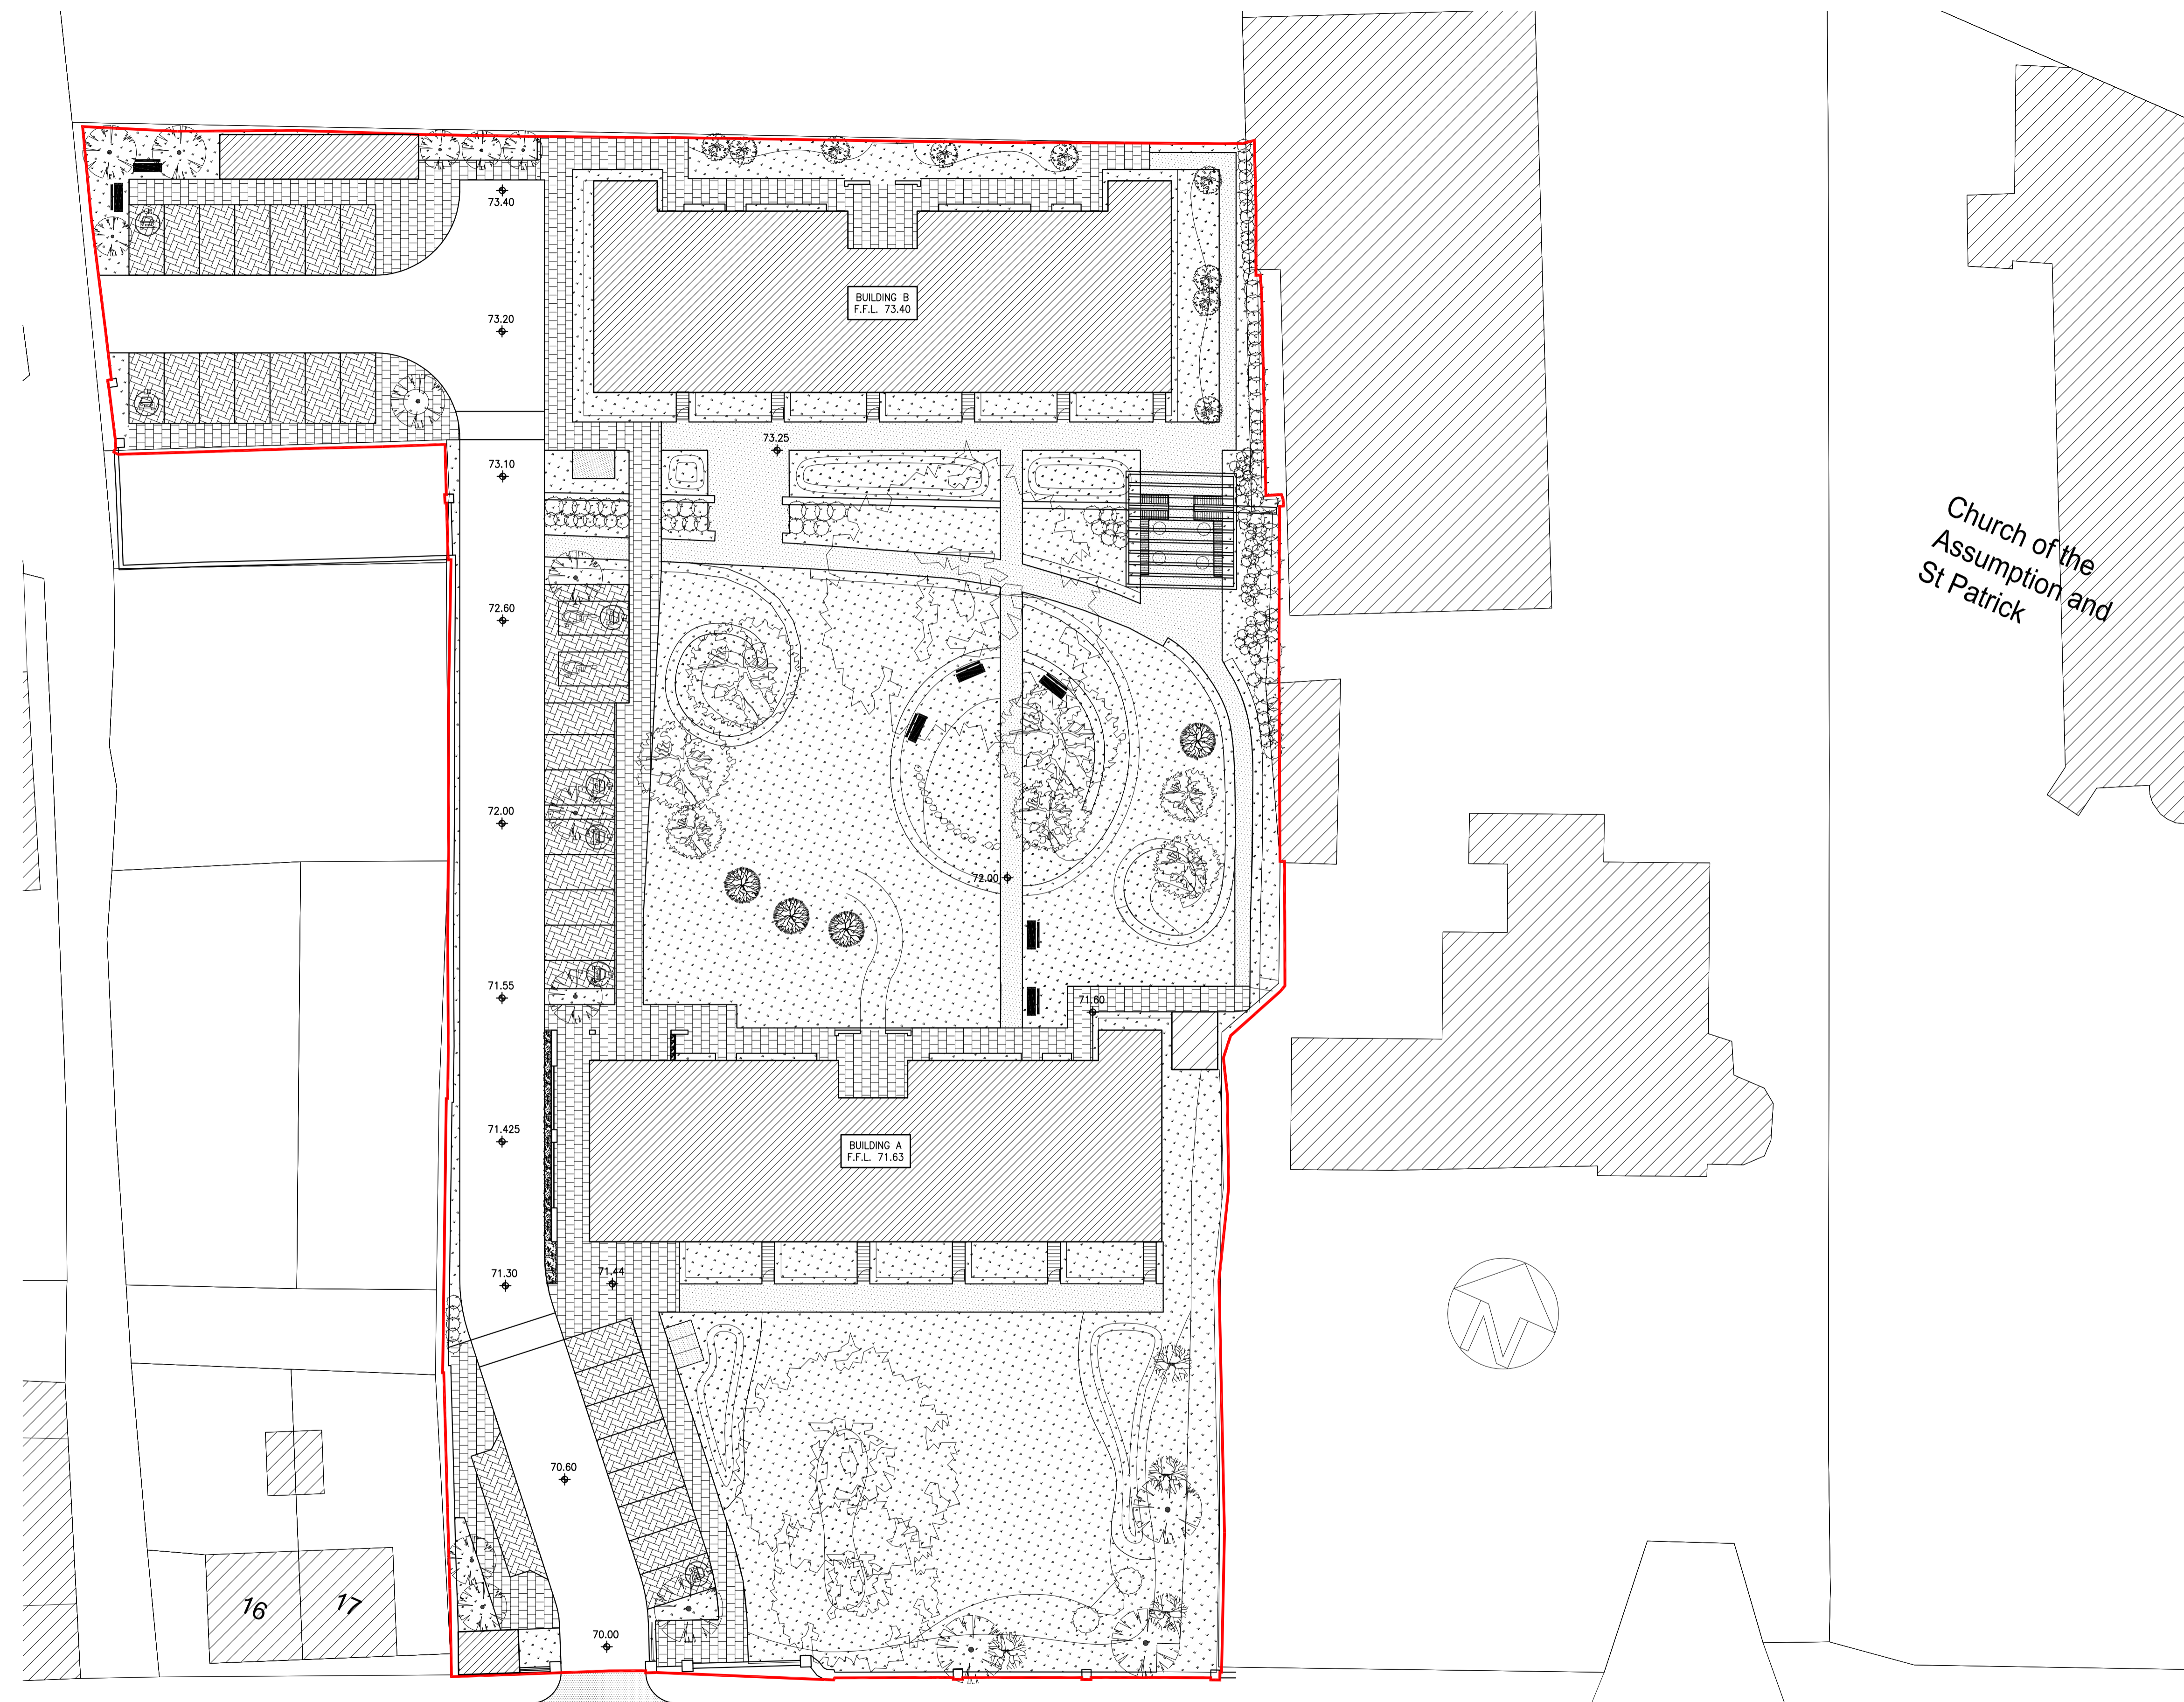 73.40
BUILDING B
F.F.L. 73.40
73.20
73.25
73.10
Church of the
Assumption and
St Patrick
72.60
72.00
72.00
71.55
71.60
71.425
BUILDING A
F.F.L. 71.63
71.30
71.44
70.60
16
17
70.00